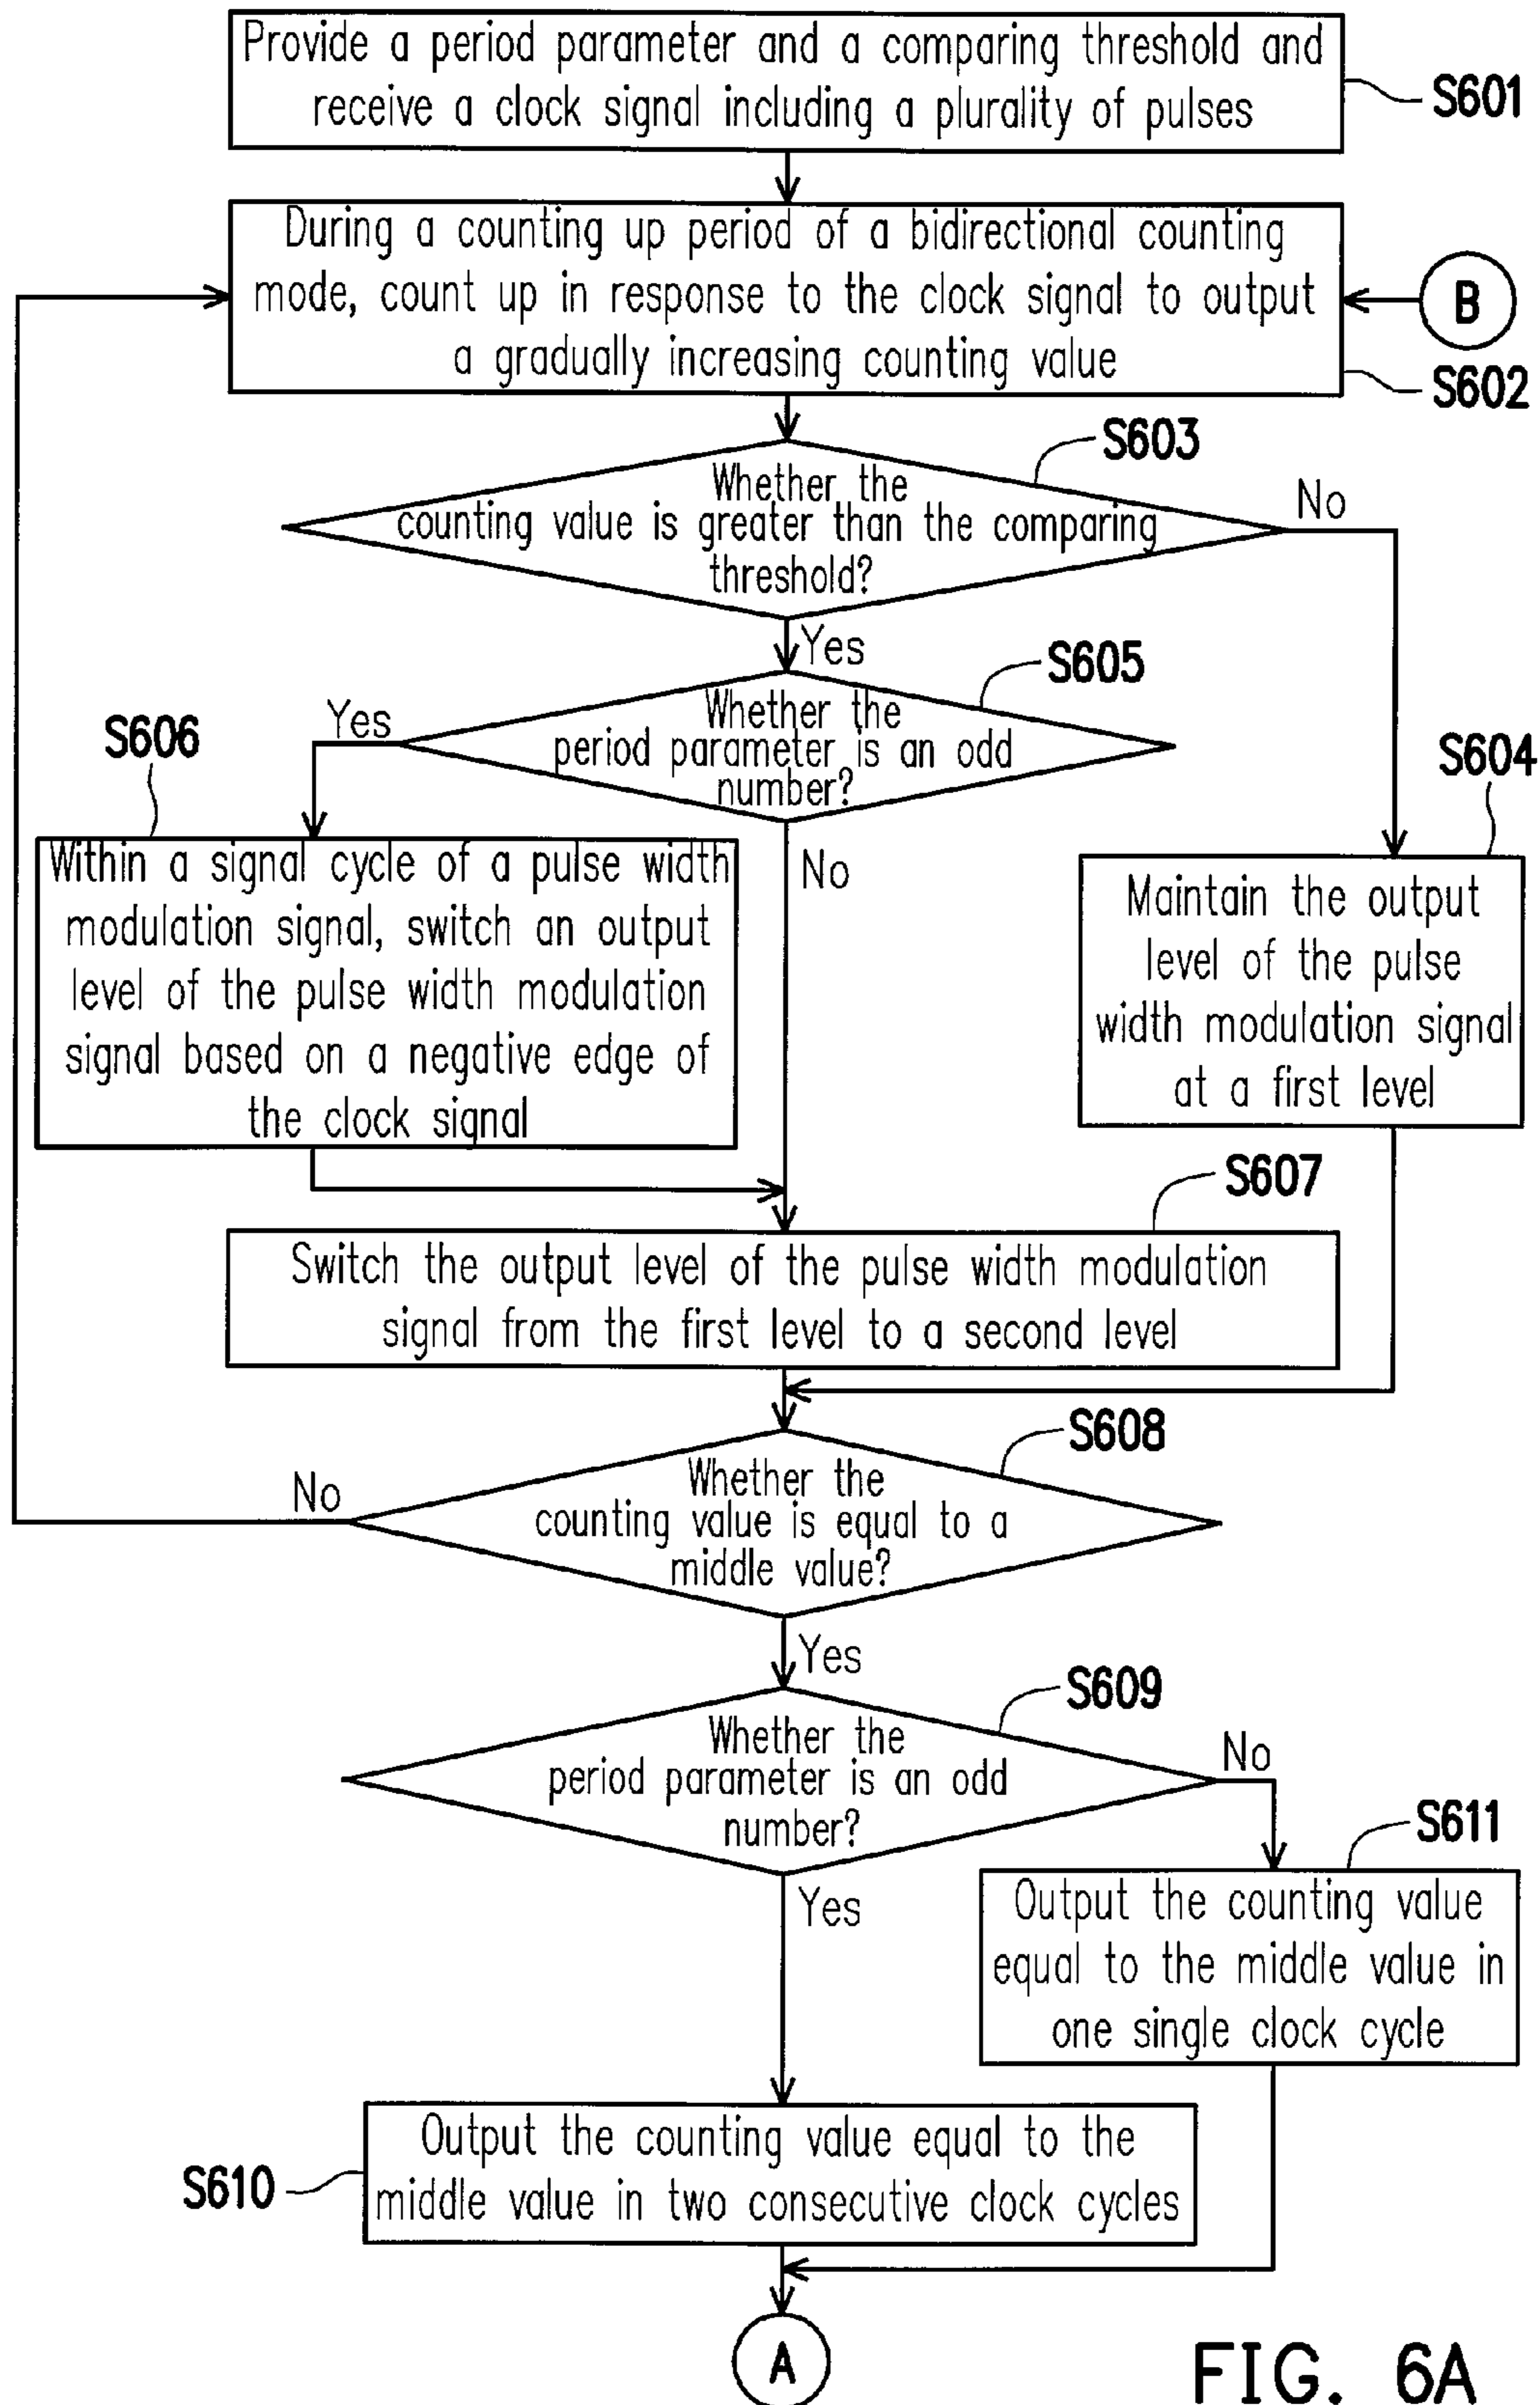 Provide a period parameter and a comparing threshold and
receive a clock signal including a plurality of pulses
S601
During a counting up period of a bidirectional counting
mode, count up in response to the clock signal to output
a gradually increasing counting value
B
S602
S603
Whether the
counting value is greater than the comparing
threshold?
No
Yes
S605
Whether the
period parameter is an odd
number?
Yes
S606
No
S604
Within a signal cycle of a pulse width
modulation signal, switch an output
level of the pulse width modulation
signal based on a negative edge of
the clock signal
Maintain the output
level of the pulse
width modulation signal
at a first level
S607
Switch the output level of the pulse width modulation
signal from the first level to a second level
S608
Whether the
counting value is equal to a
middle value?
No
Yes
S609
Whether the
period parameter is an odd
number?
No
S611
Yes
Output the counting value
equal to the middle value in
one single clock cycle
Output the counting value equal to the
middle value in two consecutive clock cycles
S610
A
FIG. 6A